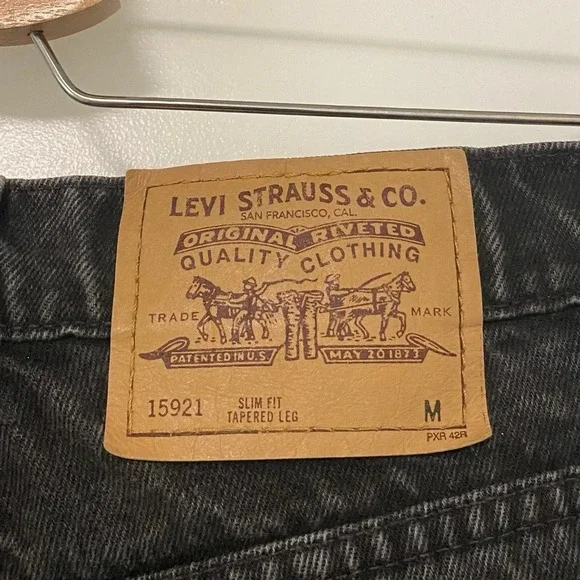 LEVI STRAUSS & CO.
SAN FRANCISCO, CAL.
ORIGINAL RIVETED
QUALITY CLOTHING
TRADE MARK
PATENTED IN U.S. MAY 20 1873
15921 SLIM FIT M
TAPERED LEG
PXR 42R